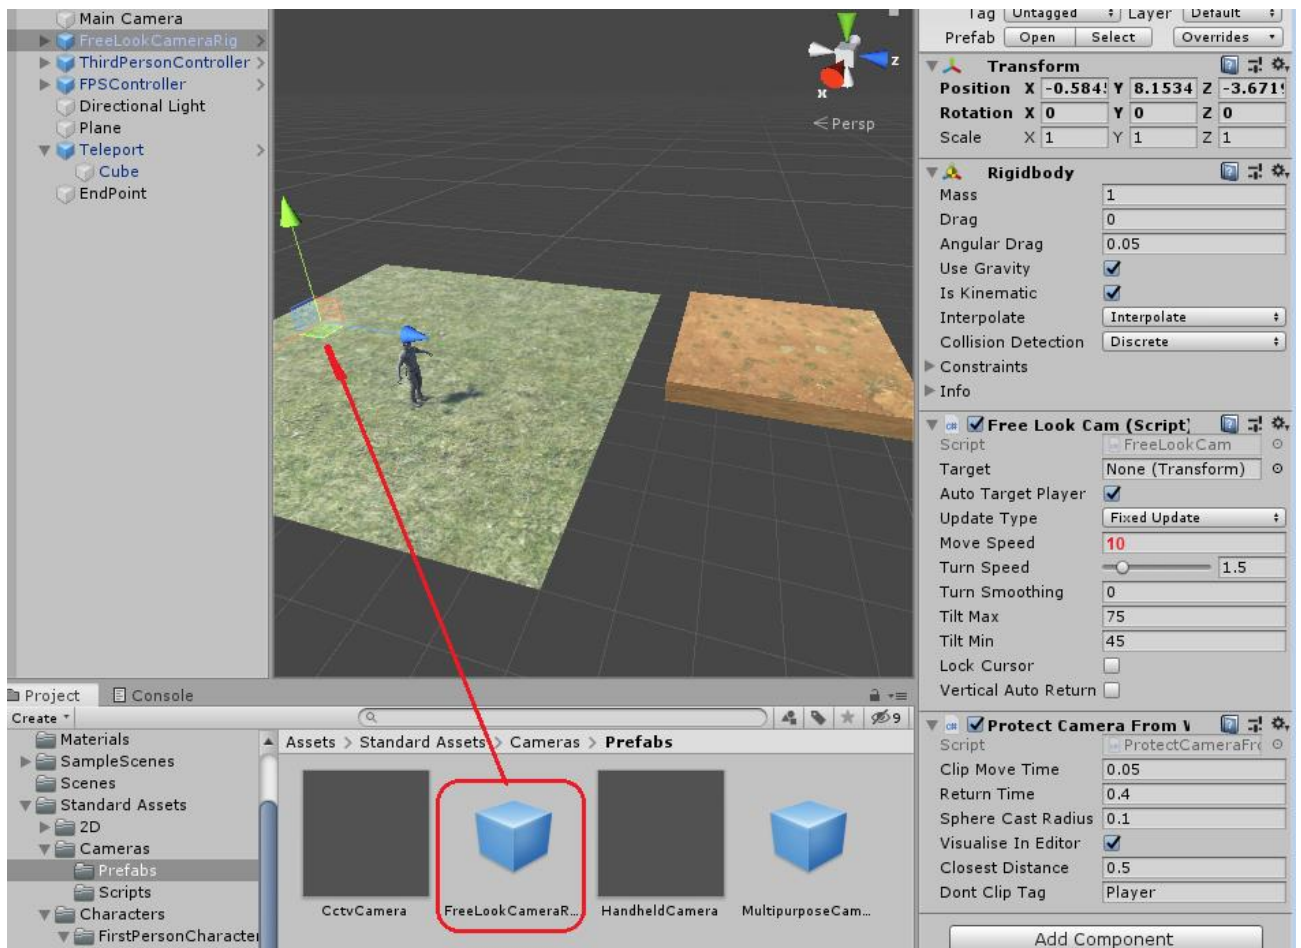 Main Camera
FreeLookCameraRig
ThirdPersonController
FPSController
Directional Light
Plane
Teleport
Cube
EndPoint
z
x
Persp
Tag Untagged Layer Default
Prefab Open Select Overrides
Transform
Position X -0.584 Y 8.1534 Z -3.671
Rotation X 0 Y 0 Z 0
Scale X 1 Y 1 Z 1
Rigidbody
Mass 1
Drag 0
Angular Drag 0.05
Use Gravity
Is Kinematic
Interpolate Interpolate
Collision Detection Discrete
Constraints
Info
Free Look Cam (Script)
Script FreeLookCam
Target None (Transform)
Auto Target Player
Update Type Fixed Update
Move Speed 10
Turn Speed 1.5
Turn Smoothing 0
Tilt Max 75
Tilt Min 45
Lock Cursor
Vertical Auto Return
Protect Camera From
Script ProtectCameraFr
Clip Move Time 0.05
Return Time 0.4
Sphere Cast Radius 0.1
Visualise In Editor
Closest Distance 0.5
Dont Clip Tag Player
Add Component
Project Console
Create 9
Materials
SampleScenes
Scenes
Standard Assets
2D
Cameras
Prefabs
Scripts
Characters
FirstPersonCharacter
Assets > Standard Assets > Cameras > Prefabs
CctvCamera FreeLookCameraR... HandheldCamera MultipurposeCam...